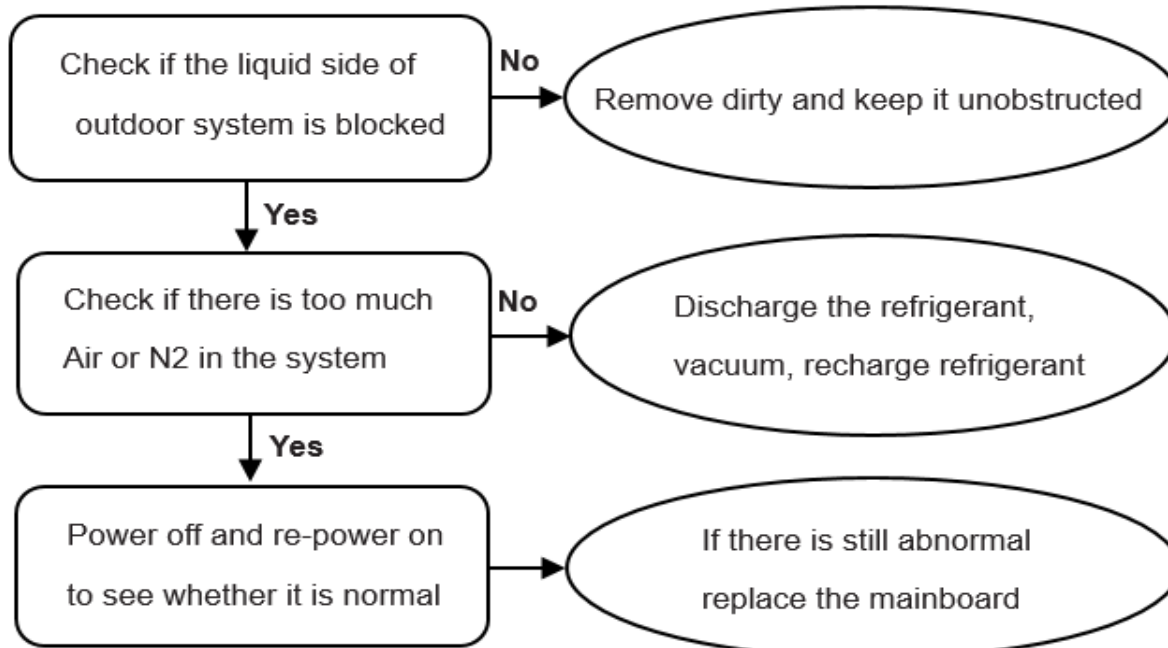 Check if the liquid side of
outdoor system is blocked
No
Remove dirty and keep it unobstructed
Yes
Check if there is too much
Air or N2 in the system
No
Discharge the refrigerant,
vacuum, recharge refrigerant
Yes
Power off and re-power on
to see whether it is normal
If there is still abnormal
replace the mainboard